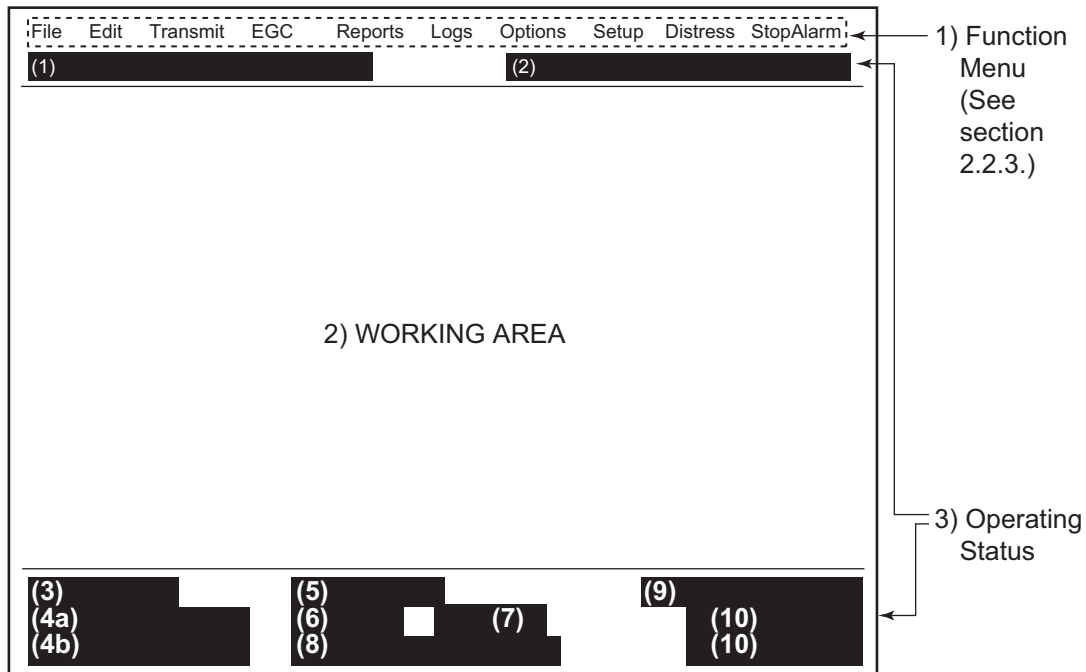 File Edit Transmit EGC Reports Logs Options Setup Distress StopAlarm
(1) (2)
1) Function
Menu
(See
section
2.2.3.)
2) WORKING AREA
3) Operating
Status
(3) (5) (9)
(4a) (6) (7) (10)
(4b) (8) (10)